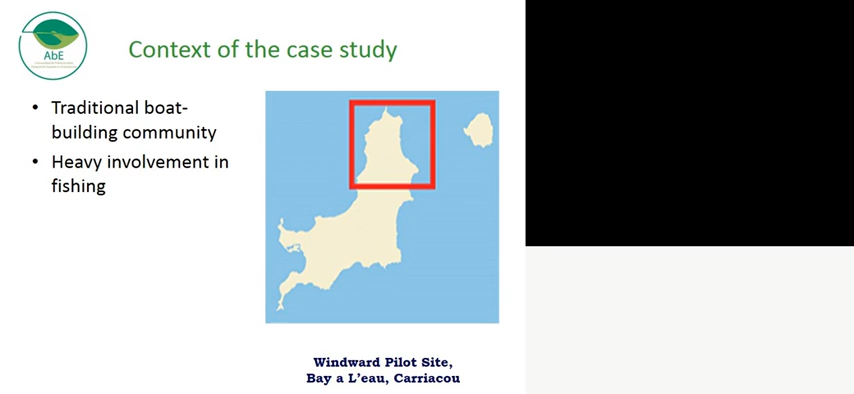 AbE
Context of the case study
• Traditional boat-
building community
• Heavy involvement in
fishing
Windward Pilot Site,
Bay a L’eau, Carriacou